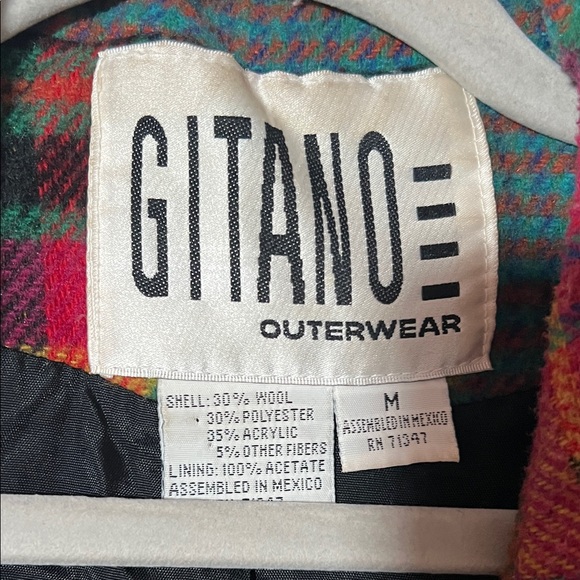 GITANO
OUTERWEAR
SHELL: 30% WOOL
30% POLYESTER
35% ACRYLIC
5% OTHER FIBERS
LINING: 100% ACETATE
ASSEMBLED IN MEXICO
M
ASSEMBLED IN MEXICO
RN 71347